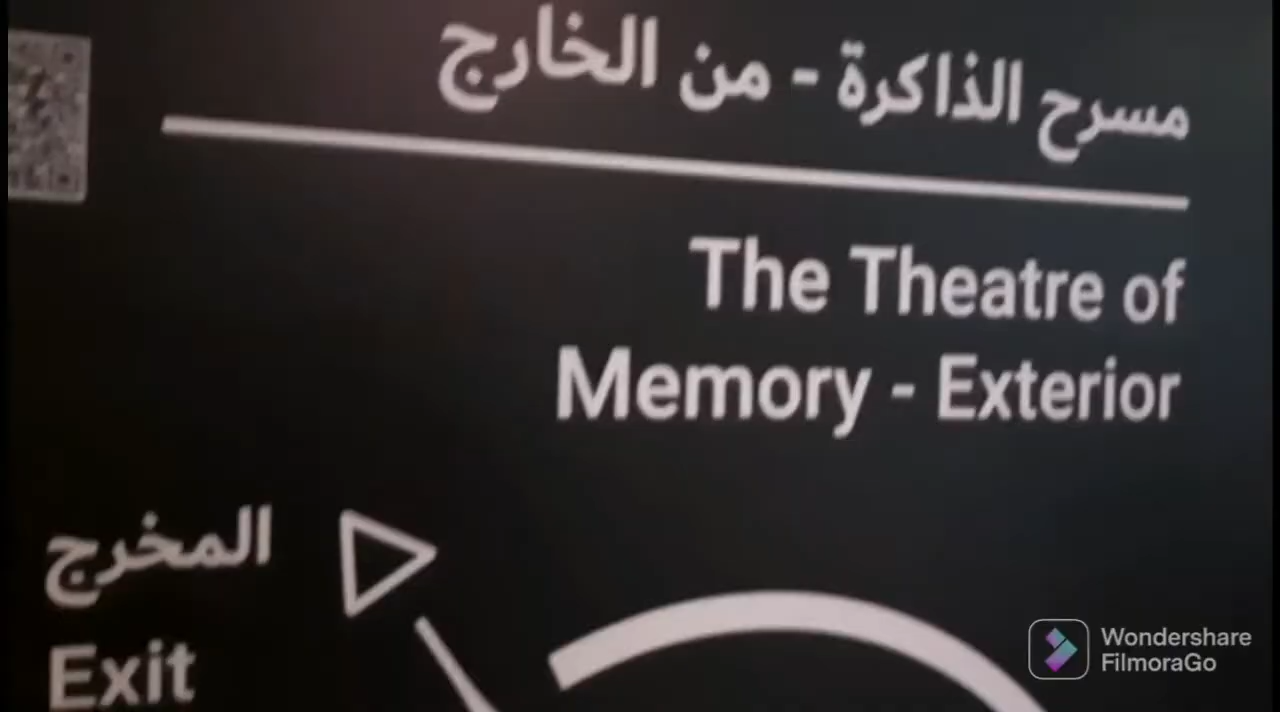 مسرح الذاكرة - من الخارج
The Theatre of
Memory - Exterior
المخرج
Exit
Wondershare
FilmoraGo